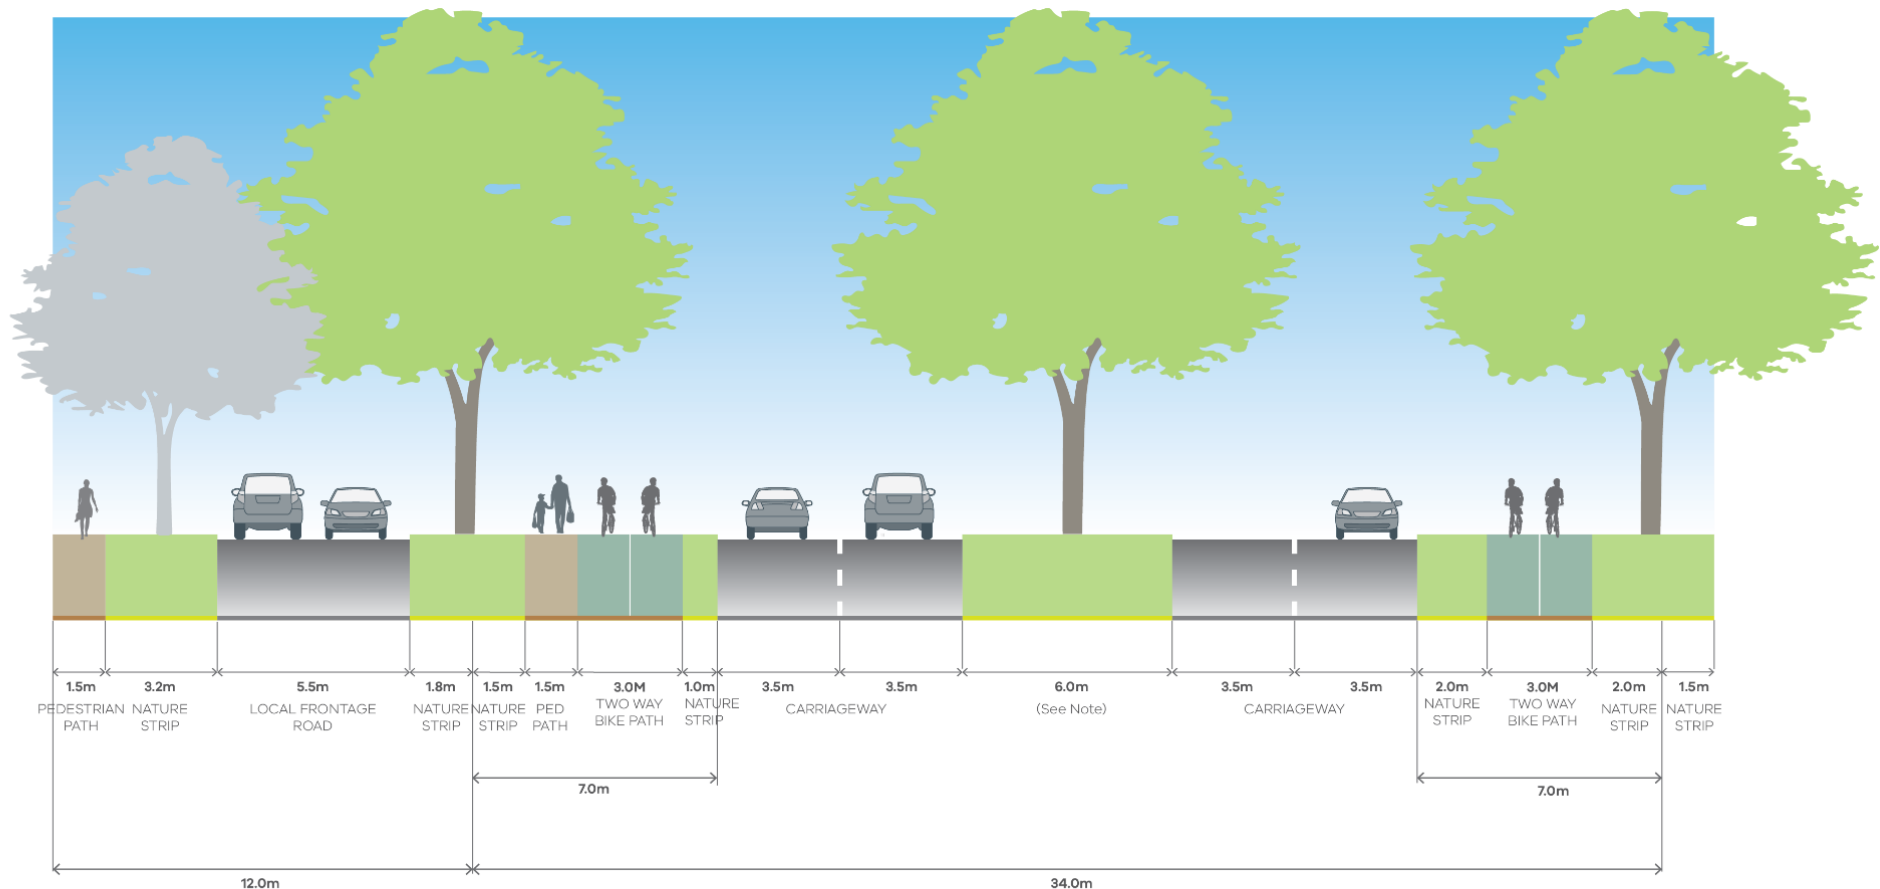 1.5m 3.2m 5.5m 1.8m 1.5m 1.5m 3.0M 1.0m 3.5m 3.5m 6.0m 3.5m 3.5m 2.0m 3.0M 2.0m 1.5m
PEDESTRIAN
PATH
NATURE
STRIP
LOCAL FRONTAGE
ROAD
NATURE
STRIP
NATURE
STRIP
PED
PATH
TWO WAY
BIKE PATH
NATURE
STRIP
CARRIAGEWAY
(See Note)
CARRIAGEWAY
NATURE
STRIP
TWO WAY
BIKE PATH
NATURE
STRIP
NATURE
STRIP
7.0m
7.0m
12.0m
34.0m